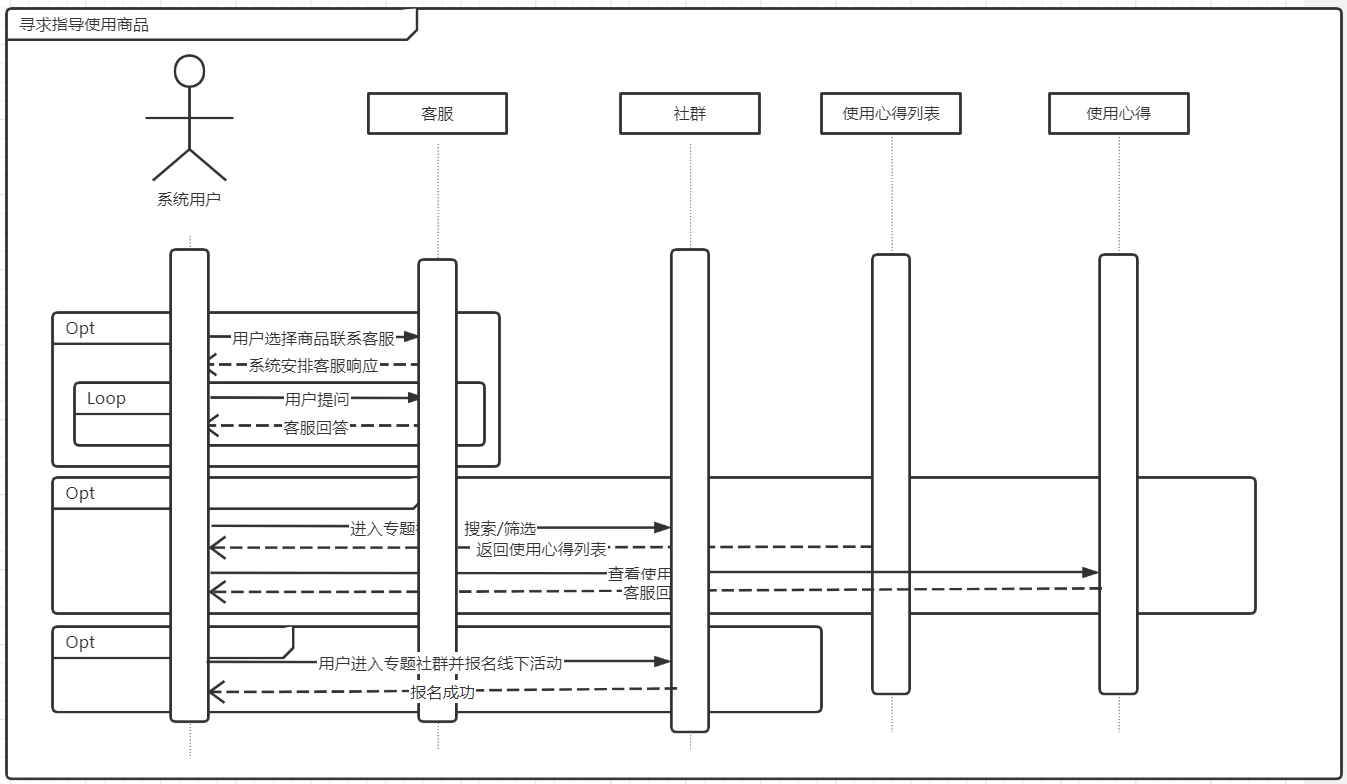 寻求指导使用商品
客服
社群
使用心得列表
使用心得
系统用户
Opt
用户选择商品联系客服
系统安排客服响应
Loop
用户提问
客服回答
Opt
进入专题 搜索/筛选
返回使用心得列表
查看使用
客服回
Opt
用户进入专题社群并报名线下活动
报名成功